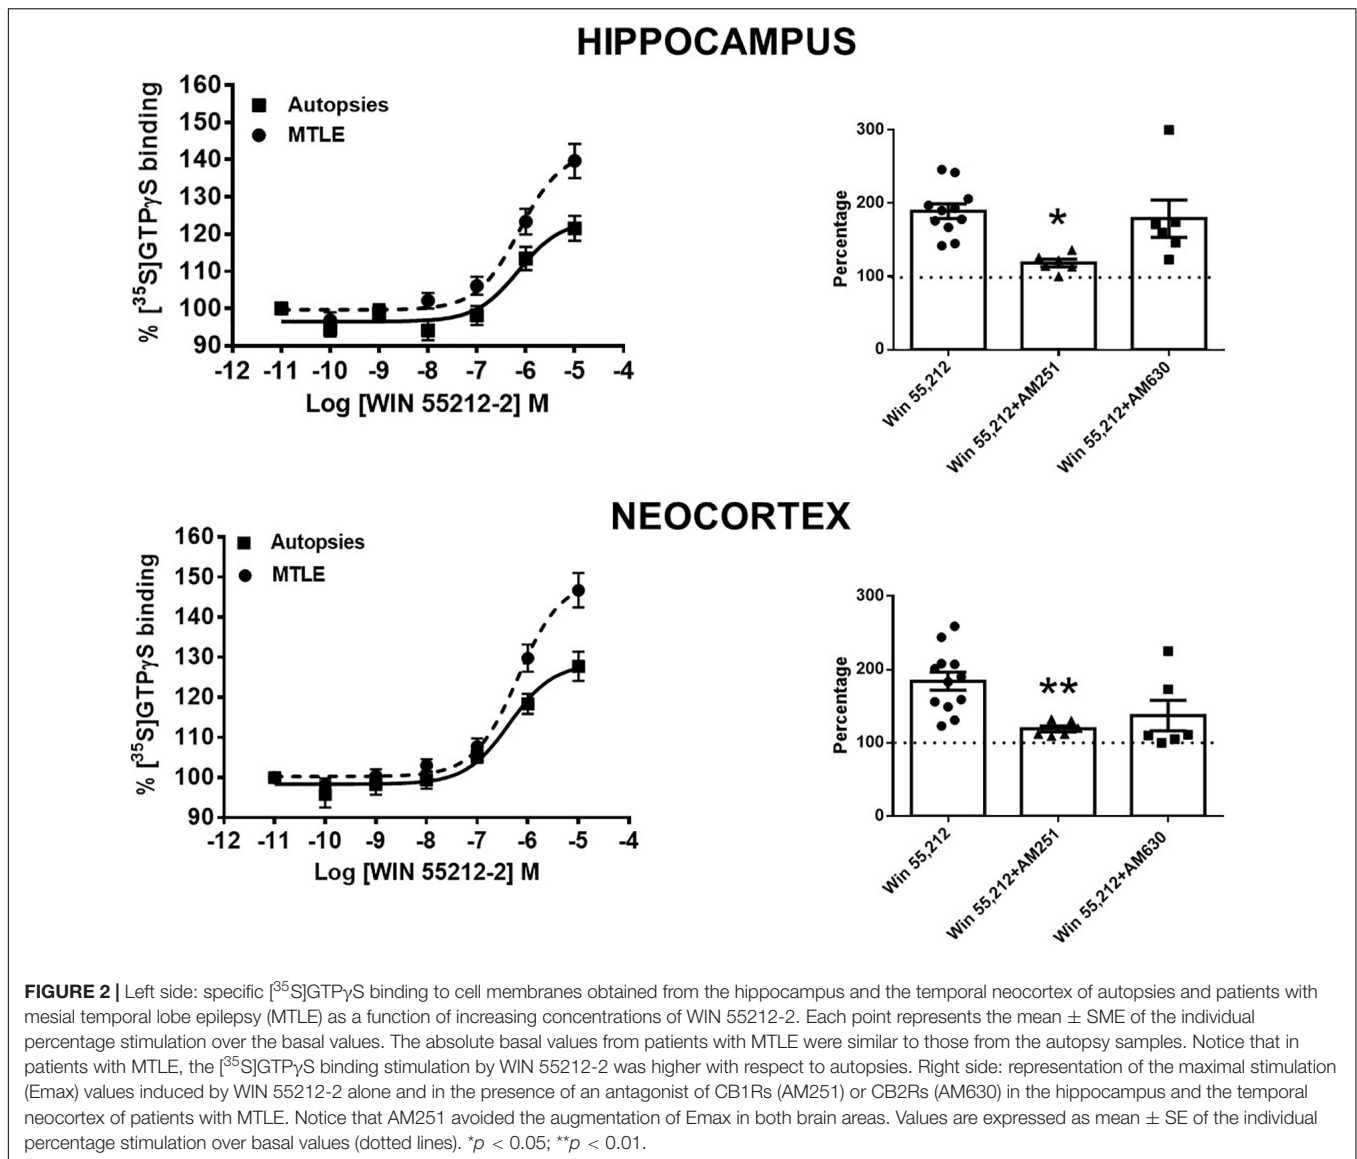 HIPPOCAMPUS
% [35S]GTPγS binding
160
150
140
130
120
110
100
90
Autopsies
MTLE
-12 -11 -10 -9 -8 -7 -6 -5 -4
Log [WIN 55212-2] M
Percentage
300
200
100
0
*
Win 55,212
Win 55,212+AM251
Win 55,212+AM630
NEOCORTEX
% [35S]GTPγS binding
160
150
140
130
120
110
100
90
Autopsies
MTLE
-12 -11 -10 -9 -8 -7 -6 -5 -4
Log [WIN 55212-2] M
Percentage
300
200
100
0
**
Win 55,212
Win 55,212+AM251
Win 55,212+AM630
FIGURE 2 | Left side: specific [35S]GTPγS binding to cell membranes obtained from the hippocampus and the temporal neocortex of autopsies and patients with
mesial temporal lobe epilepsy (MTLE) as a function of increasing concentrations of WIN 55212-2. Each point represents the mean ± SME of the individual
percentage stimulation over the basal values. The absolute basal values from patients with MTLE were similar to those from the autopsy samples. Notice that in
patients with MTLE, the [35S]GTPγS binding stimulation by WIN 55212-2 was higher with respect to autopsies. Right side: representation of the maximal stimulation
(Emax) values induced by WIN 55212-2 alone and in the presence of an antagonist of CB1Rs (AM251) or CB2Rs (AM630) in the hippocampus and the temporal
neocortex of patients with MTLE. Notice that AM251 avoided the augmentation of Emax in both brain areas. Values are expressed as mean ± SE of the individual
percentage stimulation over basal values (dotted lines). *p < 0.05; **p < 0.01.